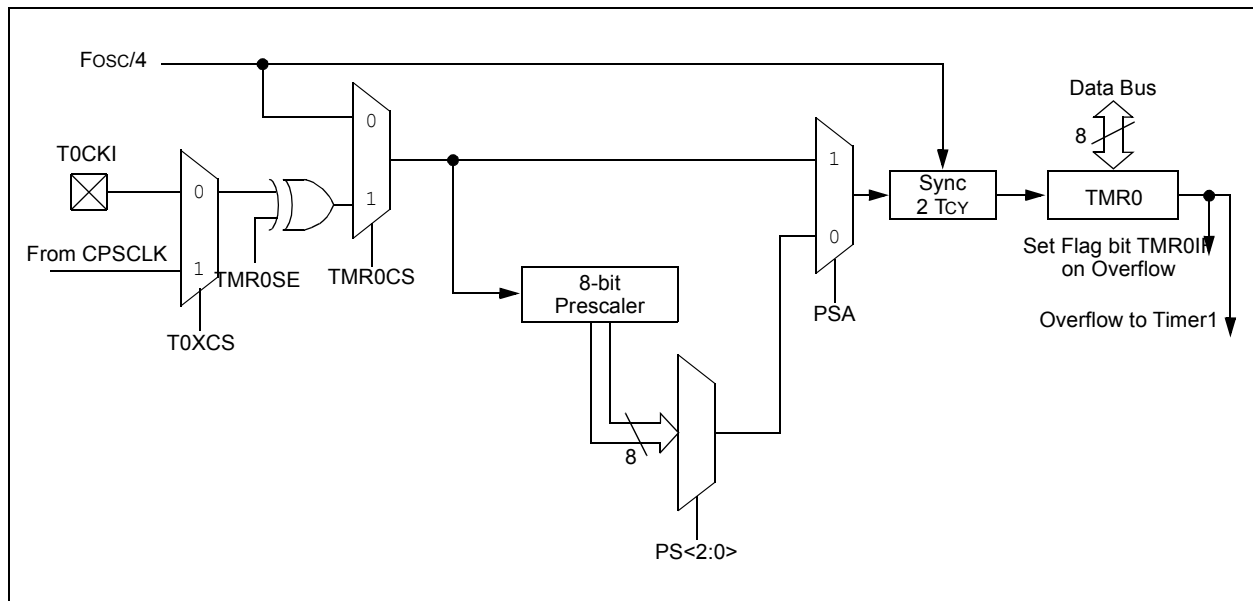 FOSC/4
Data Bus
8
0
T0CKI
0
1
1
Sync
2 TCY
TMR0
From CPSCLK
1
TMR0SE
TMR0CS
0
Set Flag bit TMR0IF
on Overflow
8-bit
Prescaler
PSA
Overflow to Timer1
T0XCS
8
PS<2:0>